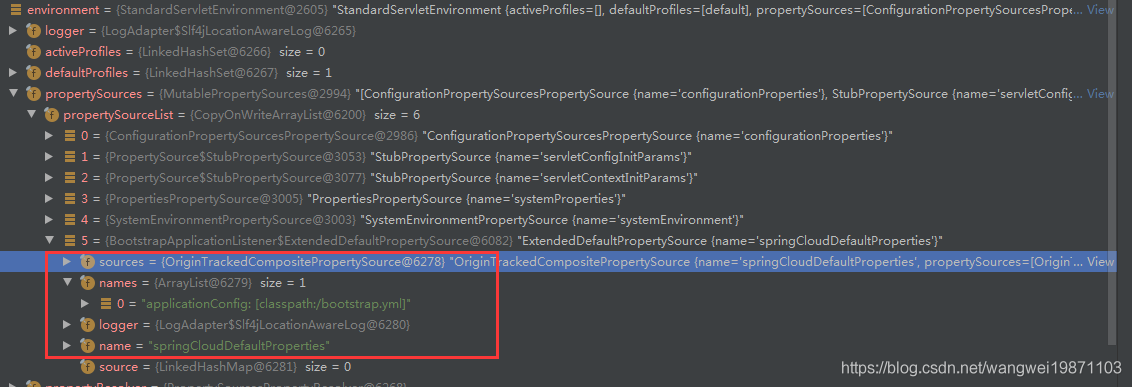 environment = {StandardServletEnvironment@2605} "StandardServletEnvironment {activeProfiles=[], defaultProfiles=[default], propertySources=[ConfigurationPropertySourcesPrope... View
logger = {LogAdapter$Slf4jLocationAwareLog@6265}
activeProfiles = {LinkedHashSet@6266} size = 0
defaultProfiles = {LinkedHashSet@6267} size = 1
propertySources = {MutablePropertySources@2994} "[ConfigurationPropertySourcesPropertySource {name='configurationProperties'}, StubPropertySource {name='servletConfig... View
propertySourceList = {CopyOnWriteArrayList@6200} size = 6
0 = {ConfigurationPropertySourcesPropertySource@2986} "ConfigurationPropertySourcesPropertySource {name='configurationProperties'}"
1 = {PropertySource$StubPropertySource@3053} "StubPropertySource {name='servletConfigInitParams'}"
2 = {PropertySource$StubPropertySource@3077} "StubPropertySource {name='servletContextInitParams'}"
3 = {PropertiesPropertySource@3005} "PropertiesPropertySource {name='systemProperties'}"
4 = {SystemEnvironmentPropertySource@3003} "SystemEnvironmentPropertySource {name='systemEnvironment'}"
5 = {BootstrapApplicationListener$ExtendedDefaultPropertySource@6082} "ExtendedDefaultPropertySource {name='springCloudDefaultProperties'}"
sources = {OriginTrackedCompositePropertySource@6278} "OriginTrackedCompositePropertySource {name='springCloudDefaultProperties', propertySources=[Origin... View
names = {ArrayList@6279} size = 1
0 = "applicationConfig: [classpath:/bootstrap.yml]"
logger = {LogAdapter$Slf4jLocationAwareLog@6280}
name = "springCloudDefaultProperties"
source = {LinkedHashMap@6281} size = 0
https://blog.csdn.net/wangwei19871103